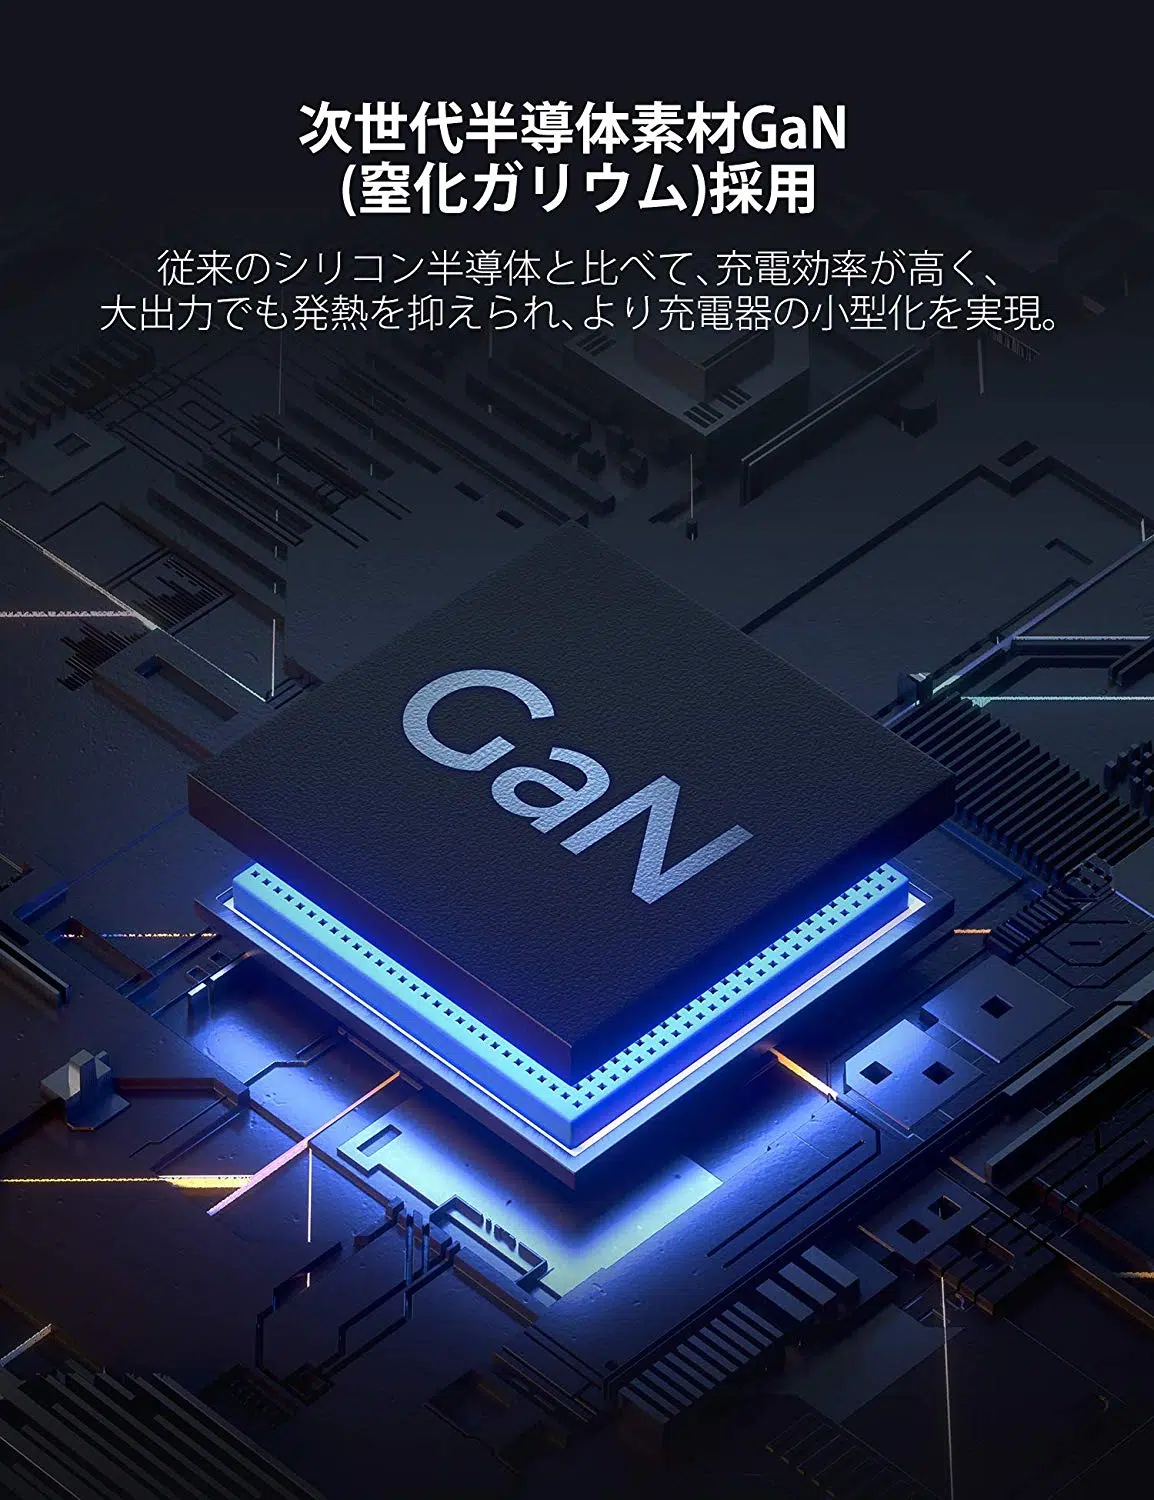 次世代半導体素材GaN
(窒化ガリウム)採用
従来のシリコン半導体と比べて、充電効率が高く、
大出力でも発熱を抑えられ、より充電器の小型化を実現。
GaN